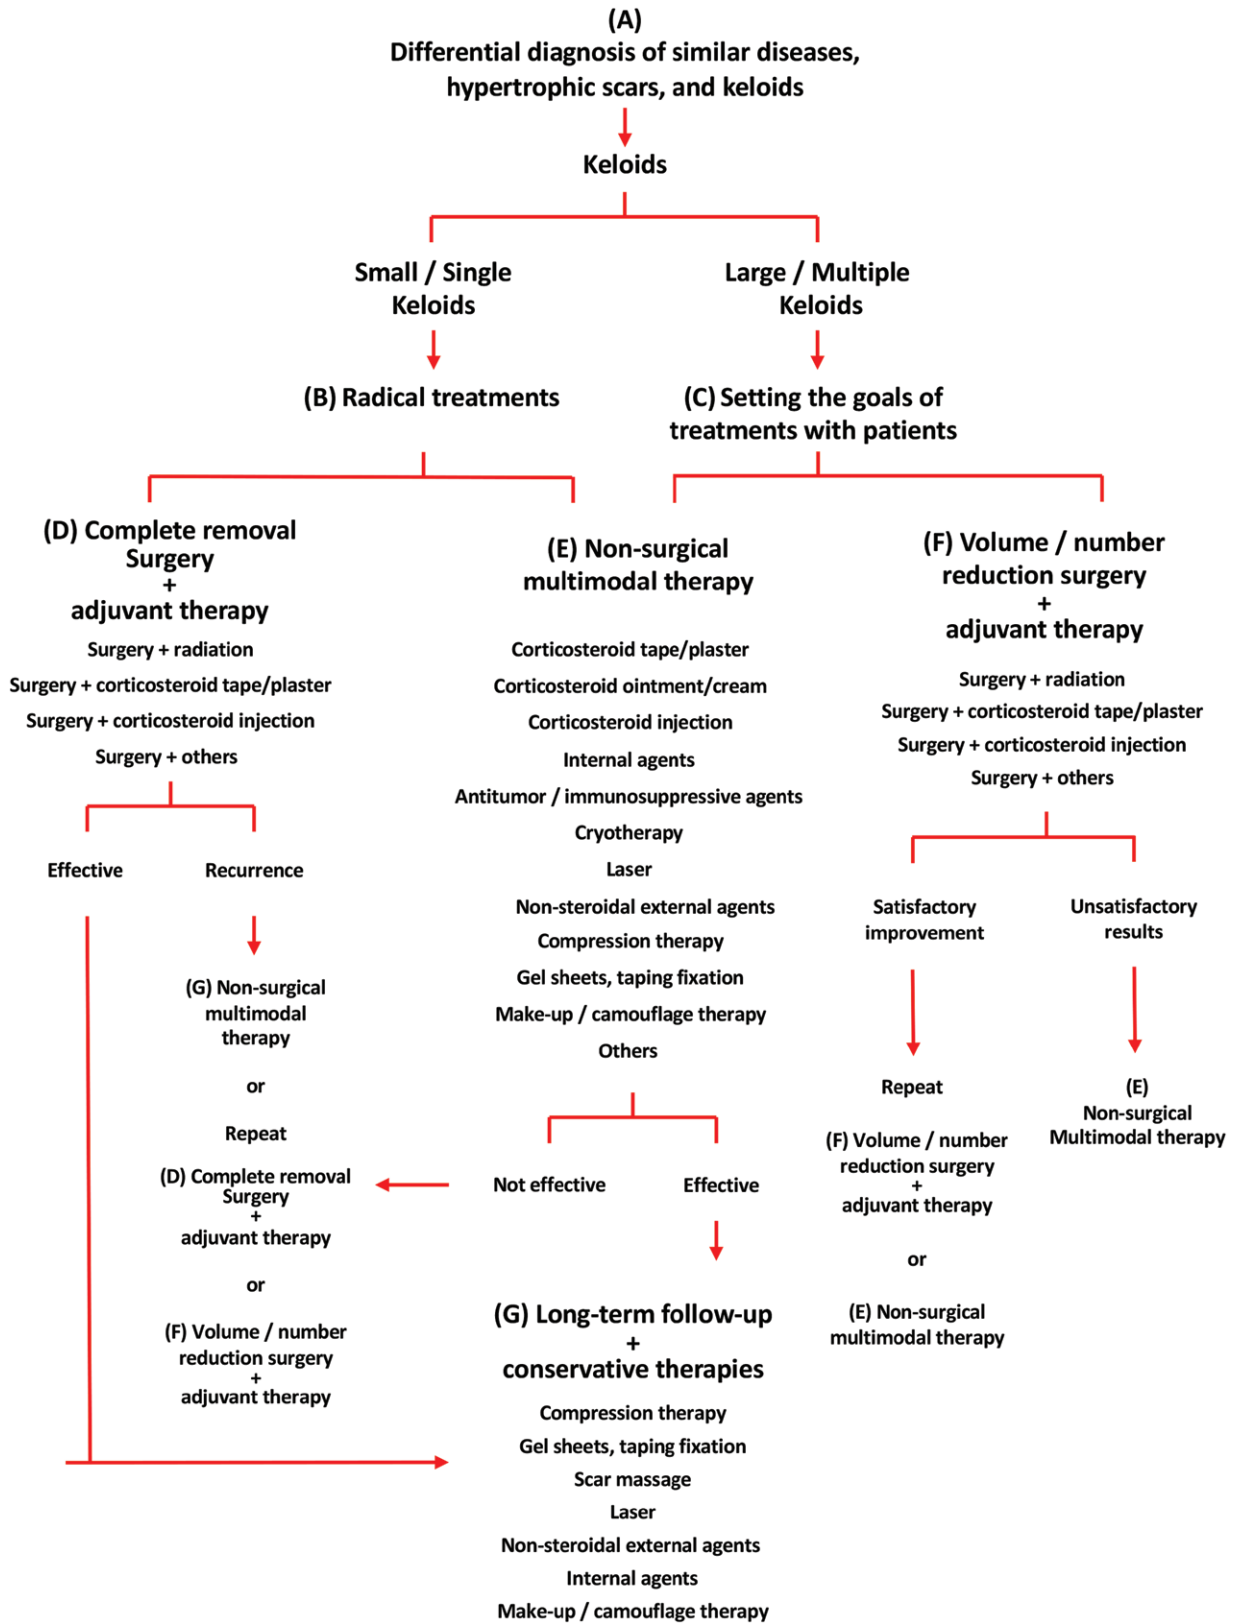 (A)
Differential diagnosis of similar diseases,
hypertrophic scars, and keloids
Keloids
Small / Single
Keloids
Large / Multiple
Keloids
(B) Radical treatments
(C) Setting the goals of
treatments with patients
(D) Complete removal
Surgery
+
adjuvant therapy
Surgery + radiation
Surgery + corticosteroid tape/plaster
Surgery + corticosteroid injection
Surgery + others
Effective
Recurrence
(G) Non-surgical
multimodal
therapy
or
Repeat
(D) Complete removal
Surgery
+
adjuvant therapy
or
(F) Volume / number
reduction surgery
+
adjuvant therapy
(E) Non-surgical
multimodal therapy
Corticosteroid tape/plaster
Corticosteroid ointment/cream
Corticosteroid injection
Internal agents
Antitumor / immunosuppressive agents
Cryotherapy
Laser
Non-steroidal external agents
Compression therapy
Gel sheets, taping fixation
Make-up / camouflage therapy
Others
Not effective
Effective
(G) Long-term follow-up
+
conservative therapies
Compression therapy
Gel sheets, taping fixation
Scar massage
Laser
Non-steroidal external agents
Internal agents
Make-up / camouflage therapy
(F) Volume / number
reduction surgery
+
adjuvant therapy
Surgery + radiation
Surgery + corticosteroid tape/plaster
Surgery + corticosteroid injection
Surgery + others
Satisfactory
improvement
Unsatisfactory
results
Repeat
(F) Volume / number
reduction surgery
+
adjuvant therapy
or
(E) Non-surgical
multimodal therapy
(E)
Non-surgical
Multimodal therapy